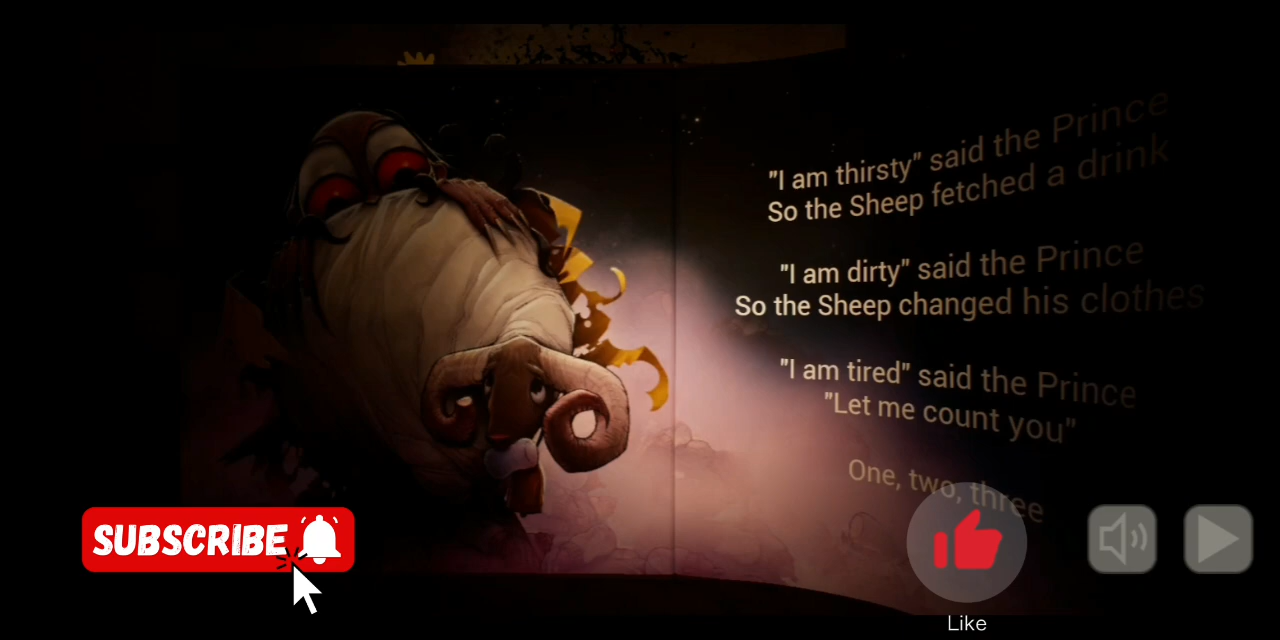 "I am thirsty" said the Prince
So the Sheep fetched a drink
"I am dirty" said the Prince
So the Sheep changed his clothes
"I am tired" said the Prince
"Let me count you"
One, two, three
SUBSCRIBE
Like